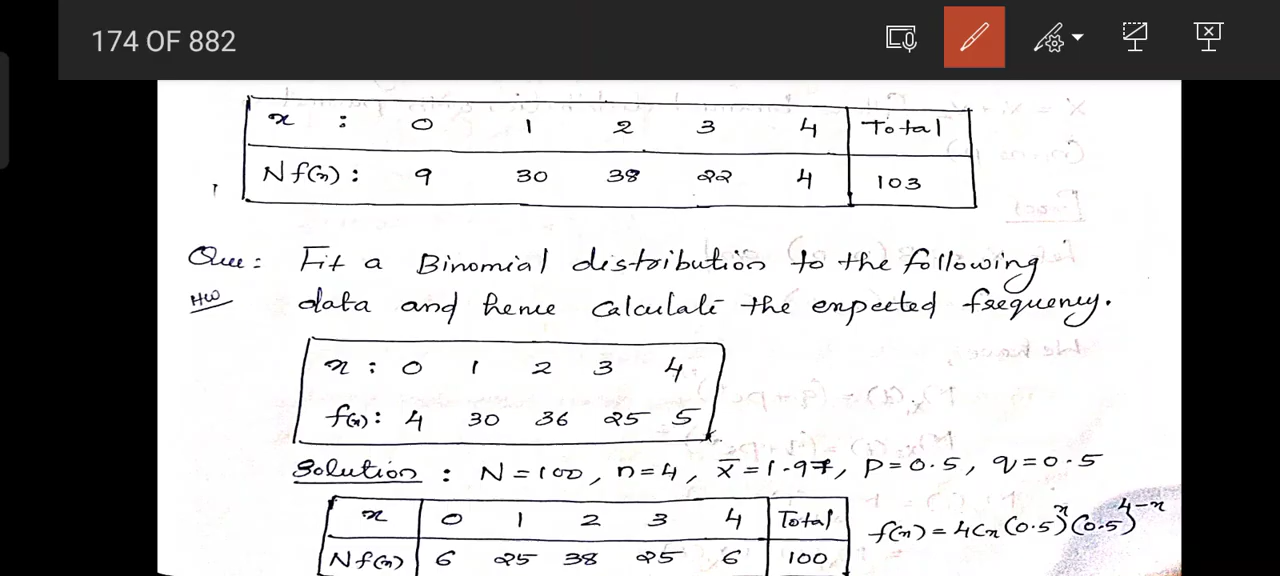 174 OF 882
x : 0 1 2 3 4 Total
N f(x) : 9 30 38 22 4 103
Que : Fit a Binomial distribution to the following
HW data and hence calculate the expected frequency.
x : 0 1 2 3 4
f(x) : 4 30 36 25 5
Solution : N = 100, n = 4, x̄ = 1.97, P = 0.5, q = 0.5
x 0 1 2 3 4 Total
N f(x) 6 25 38 25 6 100
f(x) = 4Cx (0.5)^x (0.5)^4-x